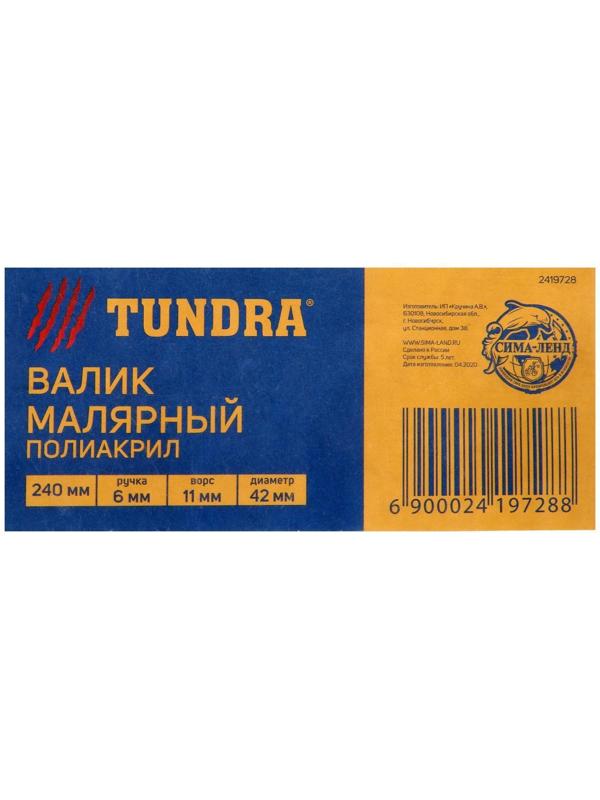 TUNDRA®
ВАЛИК
МАЛЯРНЫЙ
ПОЛИАКРИЛ
240 мм
ручка
6 мм
ворс
11 мм
диаметр
42 мм
2419728
Изготовитель: ИП «Кручина А.В.»,
630108, Новосибирская обл.,
г. Новосибирск,
ул. Станционная, дом 38.
WWW.SIMA-LAND.RU
Сделано в России
Срок службы: 5 лет.
Дата изготовления: 04.2020
СИМА-ЛЕНД
6 900024 197288